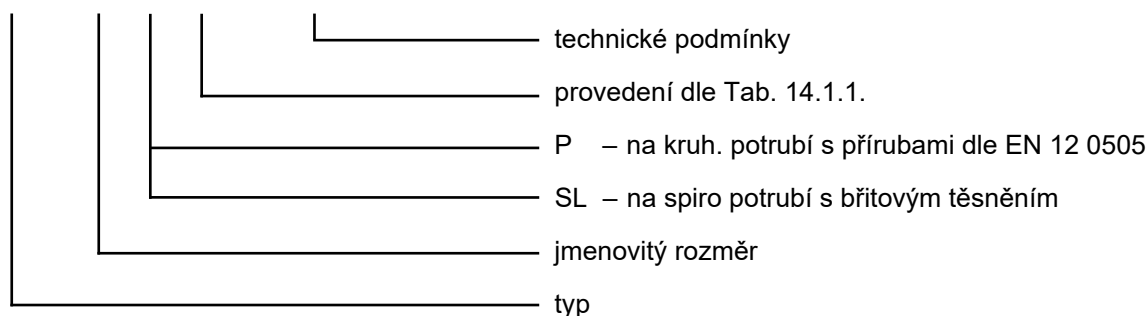 technické podmínky
provedení dle Tab. 14.1.1.
P – na kruh. potrubí s přírubami dle EN 12 0505
SL – na spiro potrubí s břitovým těsněním
jmenovitý rozměr
typ